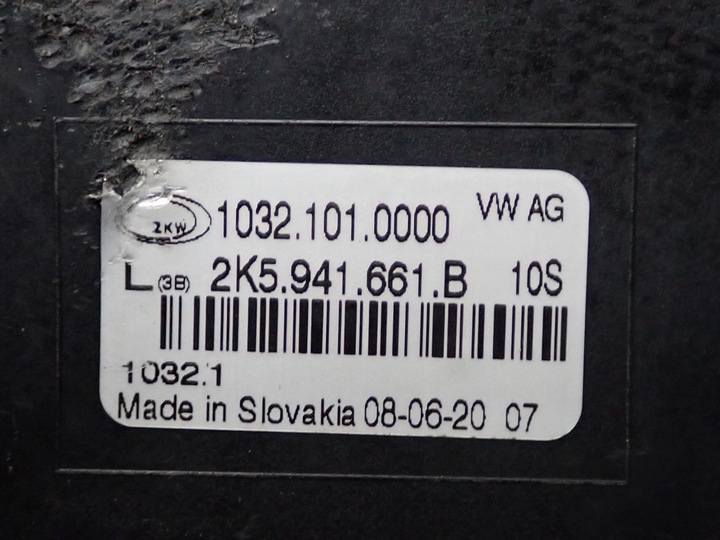 2KW 1032.101.0000 VW AG
L(3B) 2K5.941.661.B 10S
1032.1
Made in Slovakia 08-06-20 07